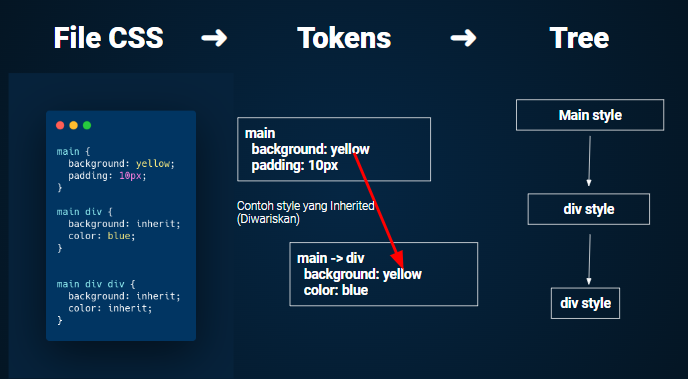 File CSS → Tokens → Tree
main {
  background: yellow;
  padding: 10px;
}
main div {
  background: inherit;
  color: blue;
}
main div div {
  background: inherit;
  color: inherit;
}
main
  background: yellow
  padding: 10px
Contoh style yang Inherited
(Diwariskan)
main -> div
  background: yellow
  color: blue
Main style
div style
div style